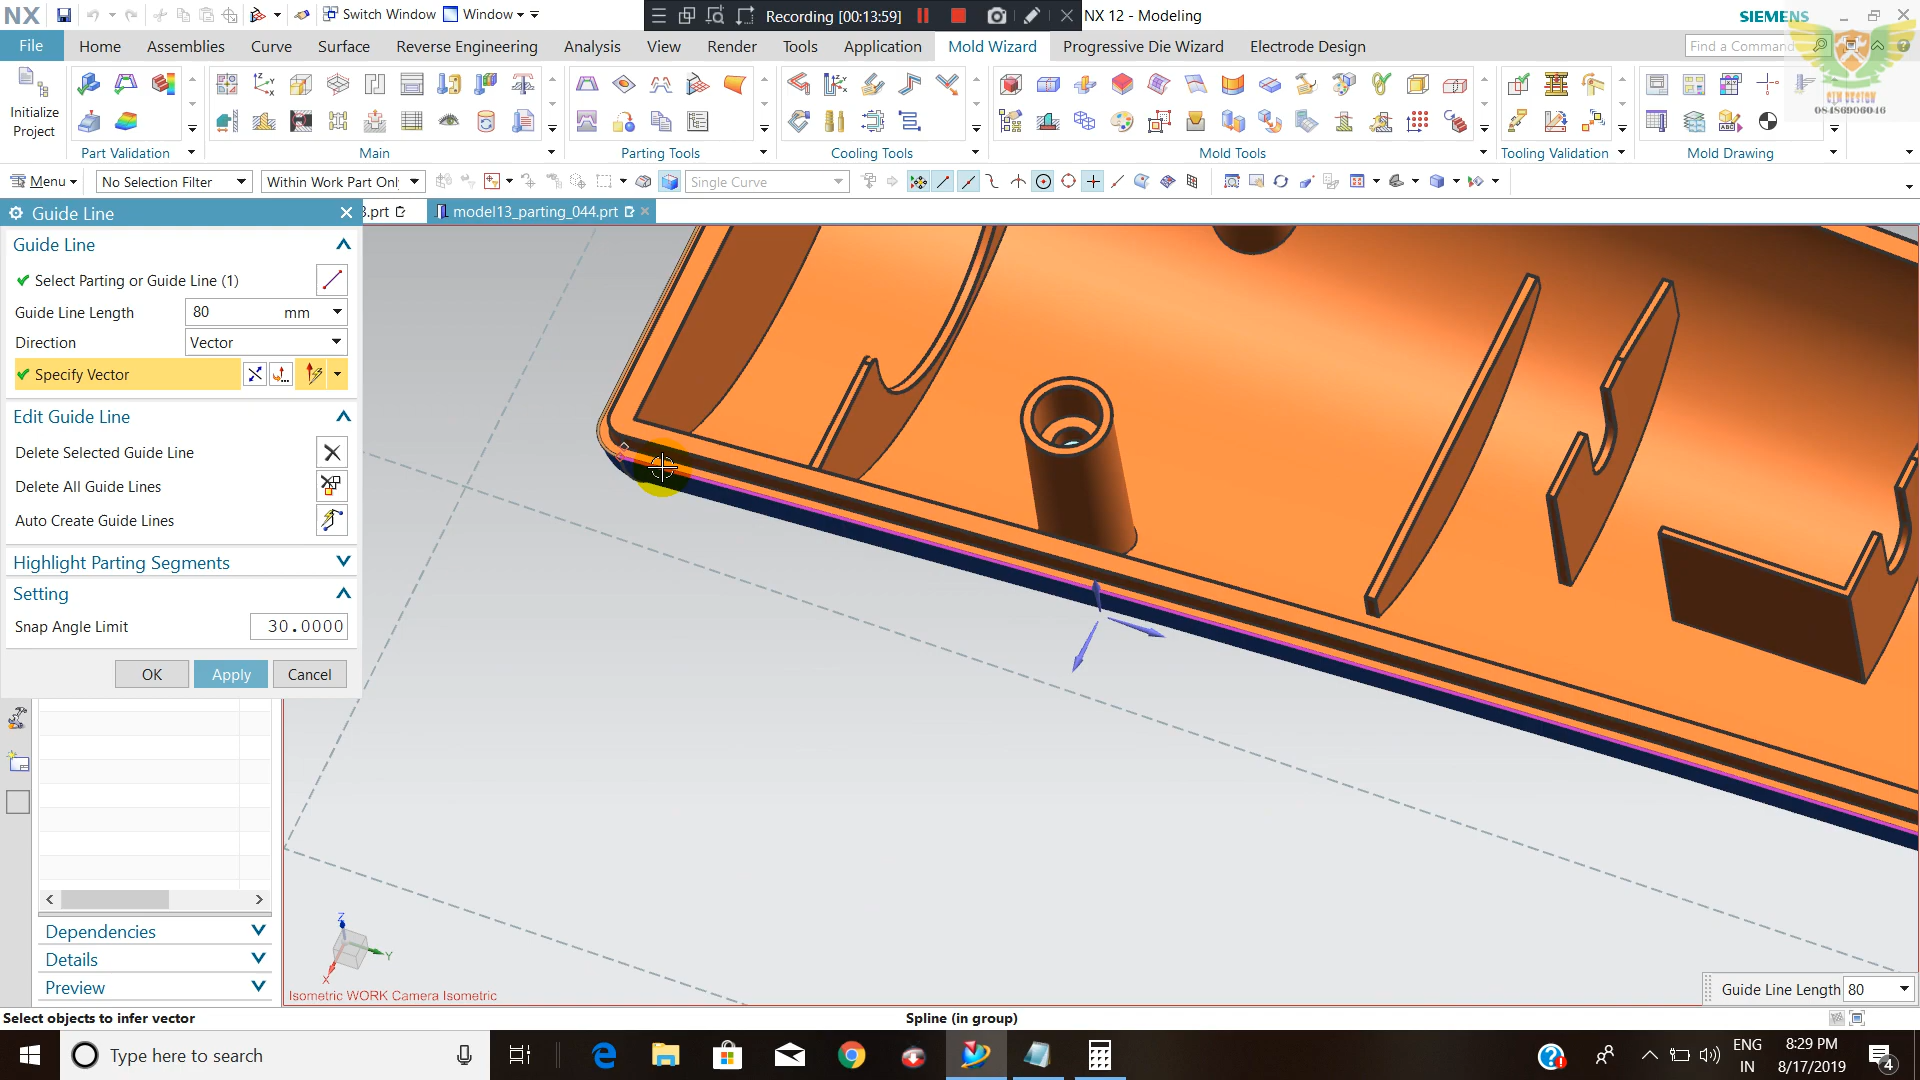 NX
Switch Window
Window
Recording [00:13:59]
NX 12 - Modeling
SIEMENS
File
Home
Assemblies
Curve
Surface
Reverse Engineering
Analysis
View
Render
Tools
Application
Mold Wizard
Progressive Die Wizard
Electrode Design
Find a Command
Initialize
Project
CIM DESIGN
08486906046
Part Validation
Main
Parting Tools
Cooling Tools
Mold Tools
Tooling Validation
Mold Drawing
Menu
No Selection Filter
Within Work Part Onl
Single Curve
Guide Line
3.prt
model13_parting_044.prt
Guide Line
Select Parting or Guide Line (1)
Guide Line Length
80
mm
Direction
Vector
Specify Vector
Edit Guide Line
Delete Selected Guide Line
Delete All Guide Lines
Auto Create Guide Lines
Highlight Parting Segments
Setting
Snap Angle Limit
30.0000
OK
Apply
Cancel
Dependencies
Details
Preview
Z
Y
X
Isometric WORK Camera Isometric
Guide Line Length 80
Select objects to infer vector
Spline (in group)
Type here to search
ENG
IN
8:29 PM
8/17/2019
4